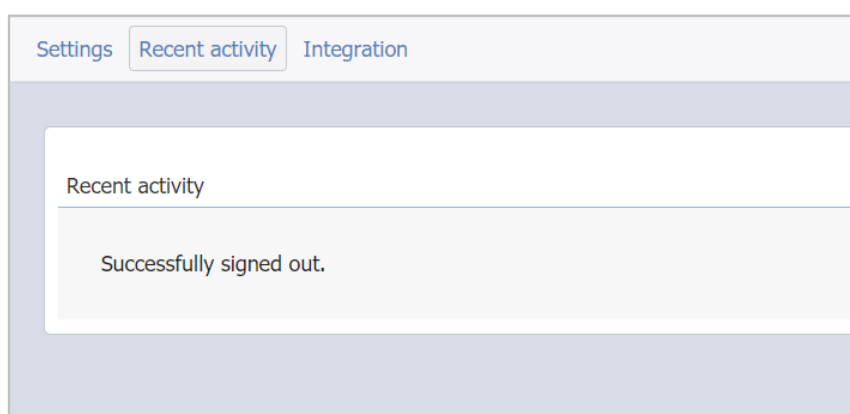 Settings Recent activity Integration
Recent activity
Successfully signed out.